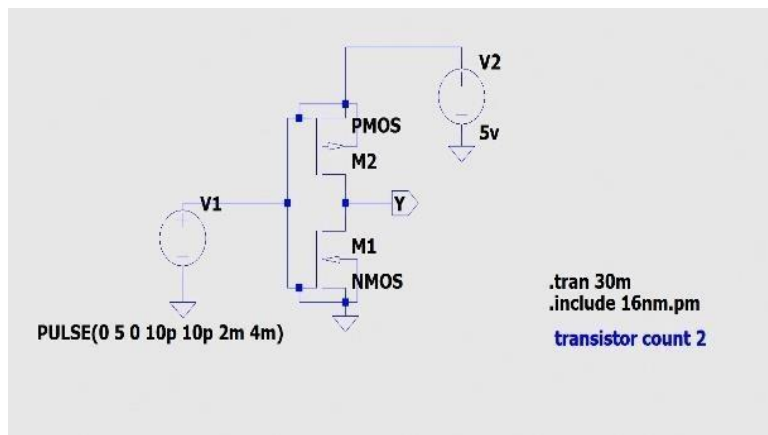 V2
PMOS
5v
M2
V1
Y
M1
NMOS
.tran 30m
.include 16nm.pm
PULSE(0 5 0 10p 10p 2m 4m)
transistor count 2